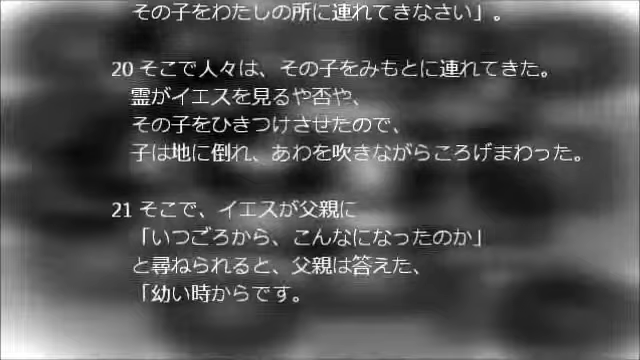 その子をわたしの所に連れてきなさい」。
20 そこで人々は、その子をみもとに連れてきた。
霊がイエスを見るや否や、
その子をひきつけさせたので、
子は地に倒れ、あわを吹きながらころげまわった。
21 そこで、イエスが父親に
「いつごろから、こんなになったのか」
と尋ねられると、父親は答えた、
「幼い時からです。